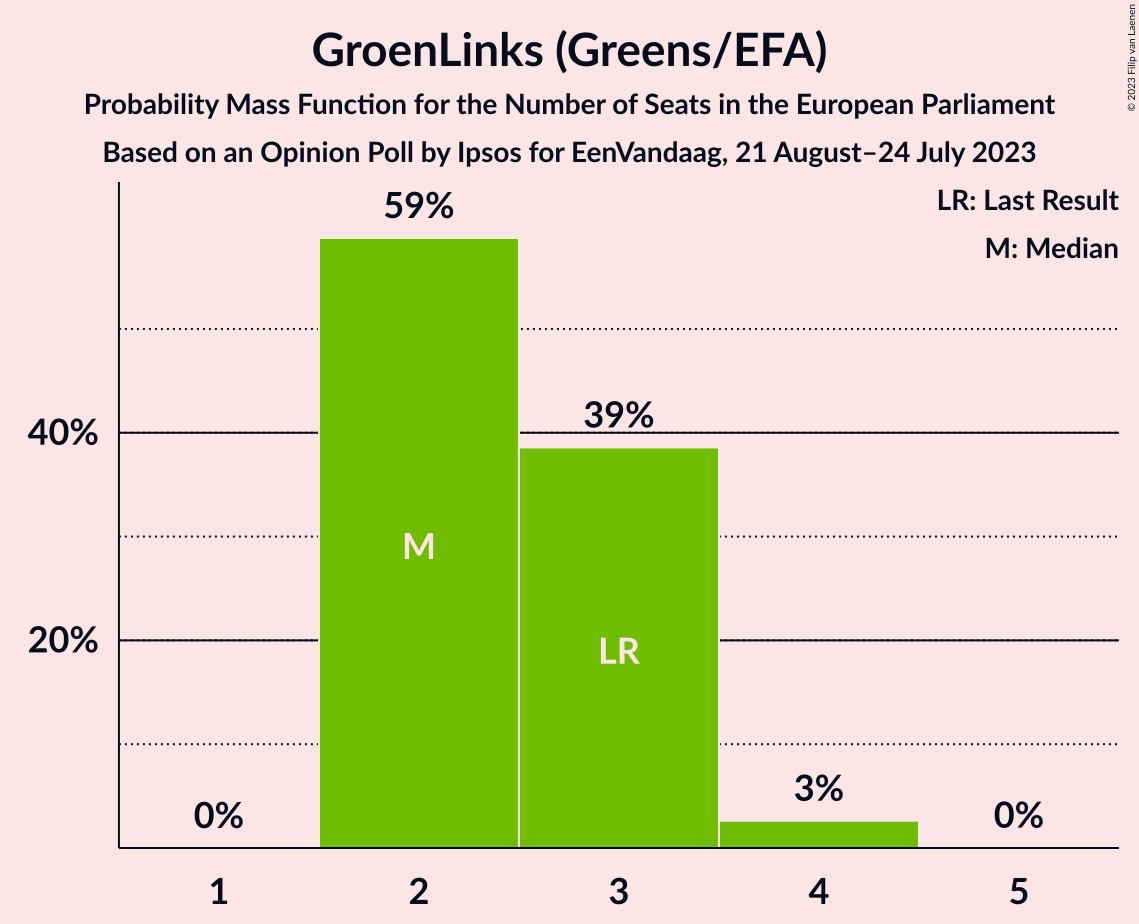 GroenLinks (Greens/EFA)
Probability Mass Function for the Number of Seats in the European Parliament
Based on an Opinion Poll by Ipsos for EenVandaag, 21 August–24 July 2023
© 2023 Filip van Laenen
LR: Last Result
M: Median
59%
39%
40%
M
20%
LR
3%
0%
0%
1 2 3 4 5